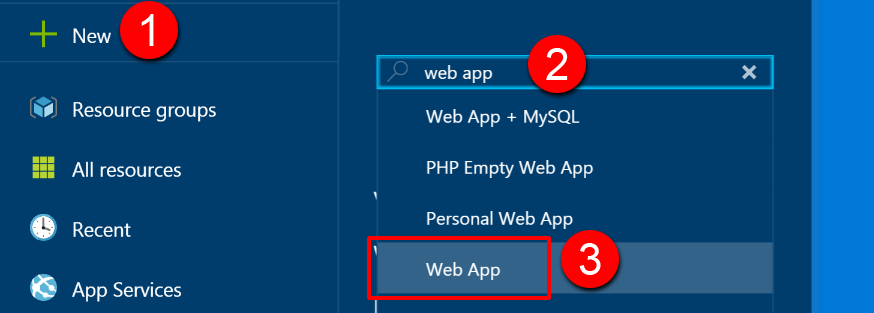 New
1
Resource groups
All resources
Recent
App Services
web app
2
Web App + MySQL
PHP Empty Web App
Personal Web App
Web App
3